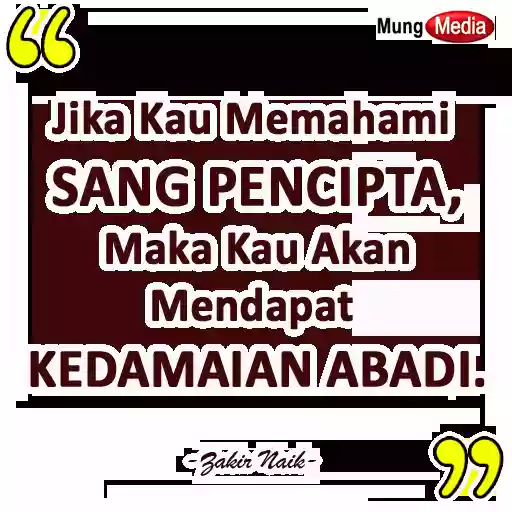 Mung Media
Jika Kau Memahami
SANG PENCIPTA,
Maka Kau Akan
Mendapat
KEDAMAIAN ABADI.
-Zakir Naik-